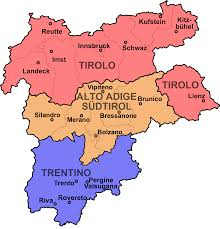 Kufstein
Kitz-
bühel
Reutte
Innsbruck
Schwaz
Imst
Landeck
TIROLO
Vipiteno
ALTO ADIGE
SÜDTIROL
TIROLO
Brunico
Lienz
Silandro
Merano
Bressanone
Bolzano
TRENTINO
Trento
Pergine
Valsugana
Rovereto
Riva